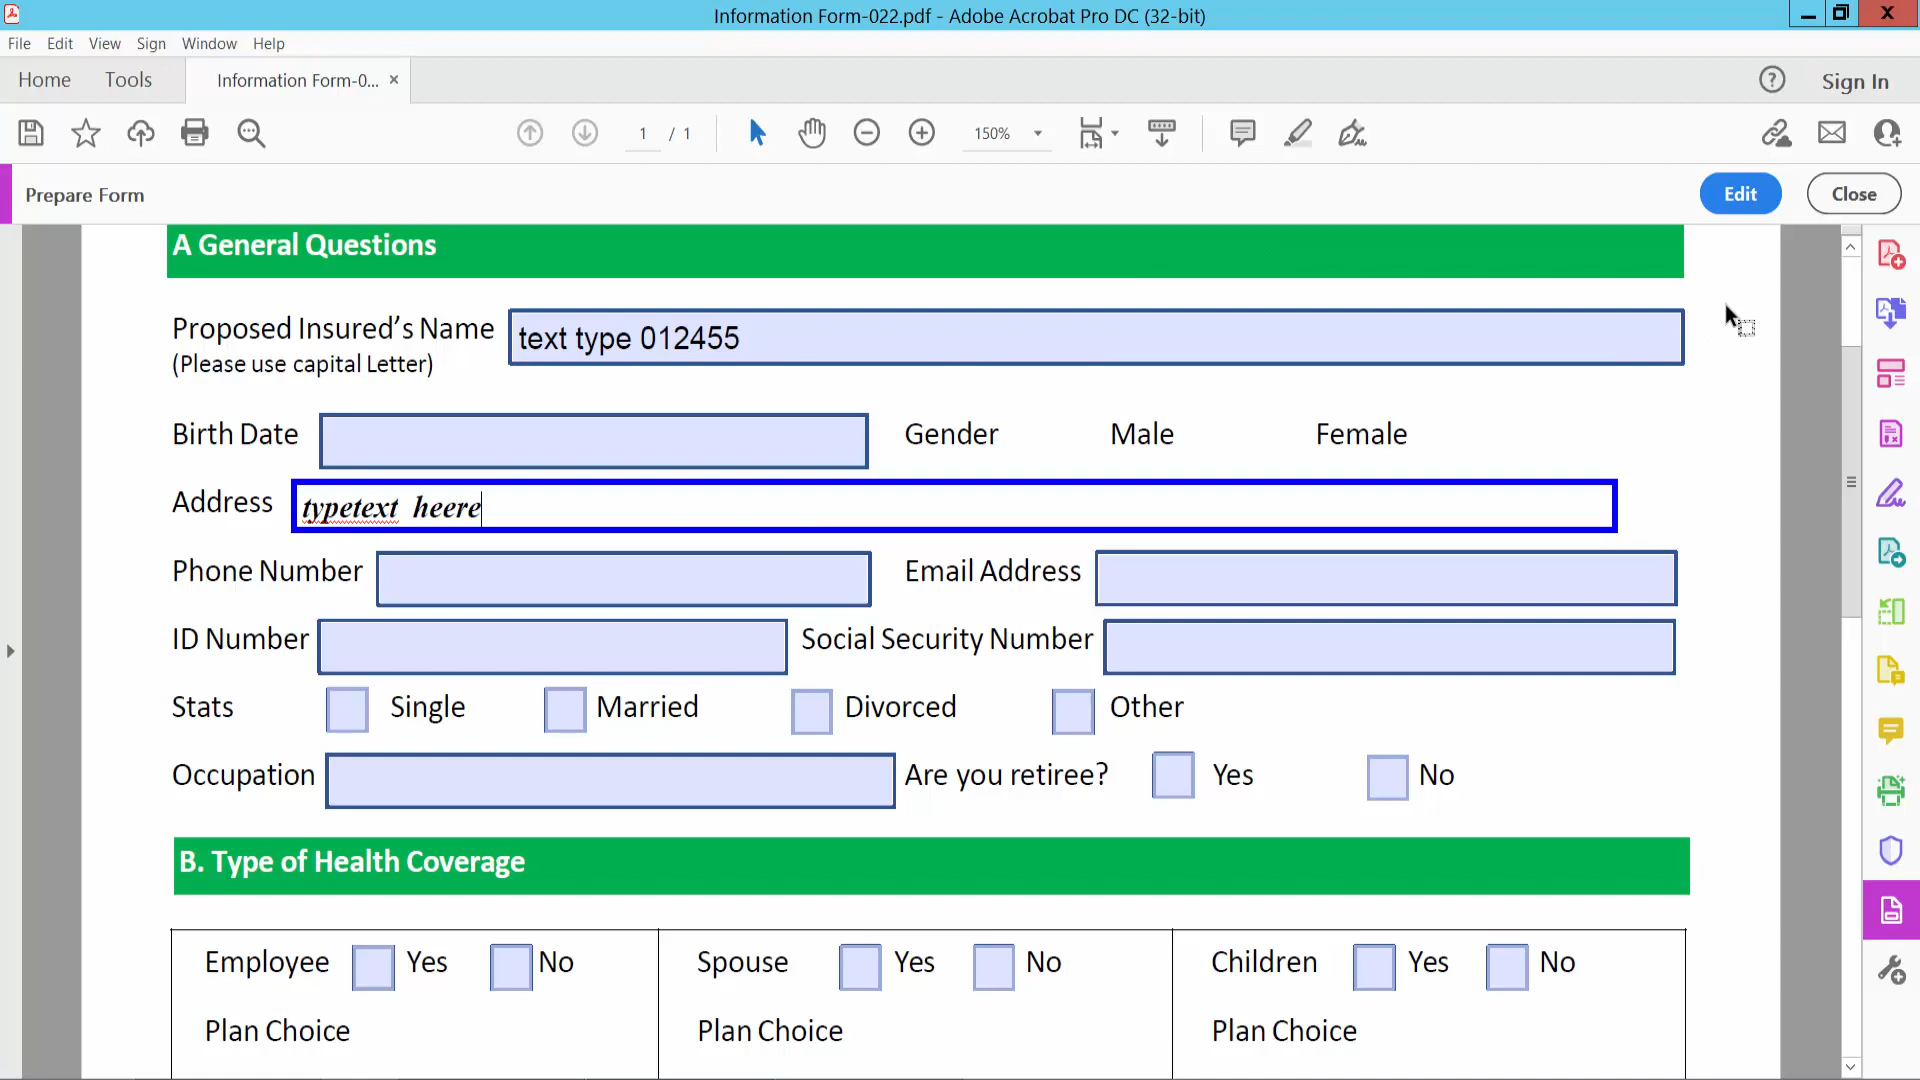 Information Form-022.pdf - Adobe Acrobat Pro DC (32-bit)
File Edit View Sign Window Help
Home Tools Information Form-0... × Sign In
1 / 1 150%
Prepare Form Edit Close
A General Questions
Proposed Insured’s Name text type 012455
(Please use capital Letter)
Birth Date Gender Male Female
Address typetext heere
Phone Number Email Address
ID Number Social Security Number
Stats Single Married Divorced Other
Occupation Are you retiree? Yes No
B. Type of Health Coverage
Employee Yes No Spouse Yes No Children Yes No
Plan Choice Plan Choice Plan Choice